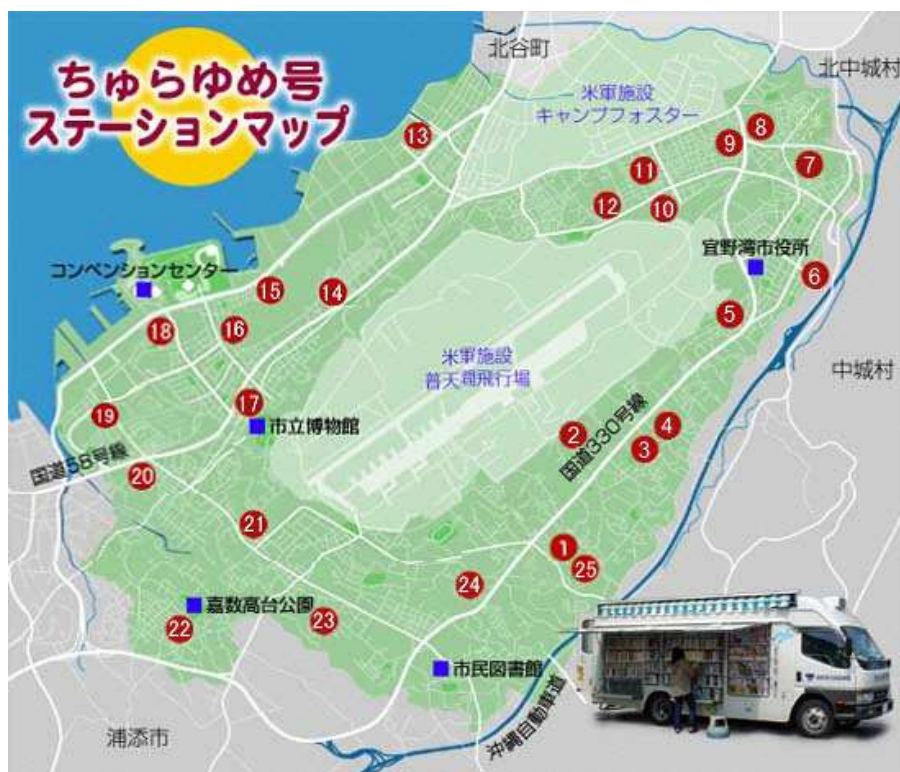 ちゅらゆめ号
ステーションマップ
北谷町
北中城村
米軍施設
キャンプフォスター
13
8
9
7
11
12
10
宜野湾市役所
コンベンションセンター
6
15
14
5
18
16
米軍施設
普天間飛行場
中城村
17
19
市立博物館
2
4
3
国道330号線
国道58号線
20
21
1
25
24
嘉数高台公園
22
23
市民図書館
沖縄自動車道
浦添市